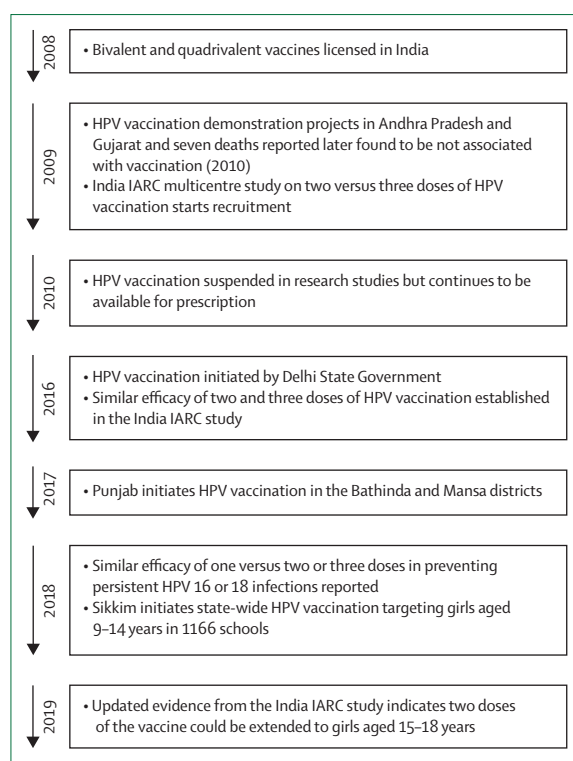 2008
• Bivalent and quadrivalent vaccines licensed in India
2009
• HPV vaccination demonstration projects in Andhra Pradesh and
Gujarat and seven deaths reported later found to be not associated
with vaccination (2010)
• India IARC multicentre study on two versus three doses of HPV
vaccination starts recruitment
2010
• HPV vaccination suspended in research studies but continues to be
available for prescription
2016
• HPV vaccination initiated by Delhi State Government
• Similar efficacy of two and three doses of HPV vaccination established
in the India IARC study
2017
• Punjab initiates HPV vaccination in the Bathinda and Mansa districts
2018
• Similar efficacy of one versus two or three doses in preventing
persistent HPV 16 or 18 infections reported
• Sikkim initiates state-wide HPV vaccination targeting girls aged
9–14 years in 1166 schools
2019
• Updated evidence from the India IARC study indicates two doses
of the vaccine could be extended to girls aged 15–18 years